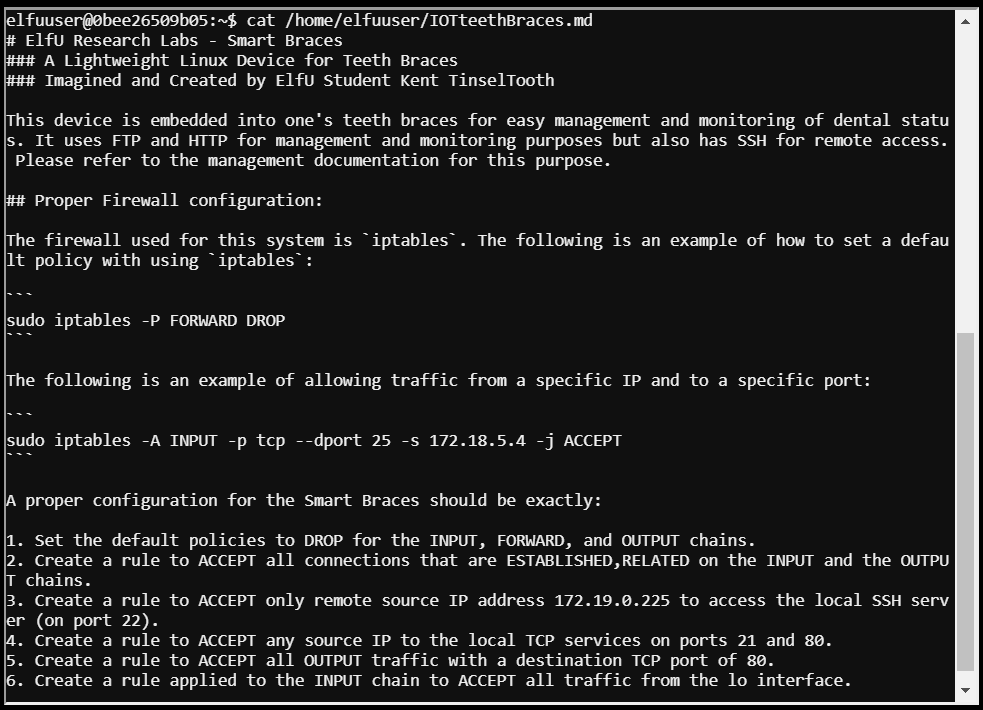 elfuuser@0bee26509b05:~$ cat /home/elfuuser/IOTteethBraces.md
# ElfU Research Labs - Smart Braces
### A Lightweight Linux Device for Teeth Braces
### Imagined and Created by ElfU Student Kent TinselTooth
This device is embedded into one's teeth braces for easy management and monitoring of dental statu
s. It uses FTP and HTTP for management and monitoring purposes but also has SSH for remote access.
 Please refer to the management documentation for this purpose.
## Proper Firewall configuration:
The firewall used for this system is `iptables`. The following is an example of how to set a defau
lt policy with using `iptables`:
```
sudo iptables -P FORWARD DROP
```
The following is an example of allowing traffic from a specific IP and to a specific port:
```
sudo iptables -A INPUT -p tcp --dport 25 -s 172.18.5.4 -j ACCEPT
```
A proper configuration for the Smart Braces should be exactly:
1. Set the default policies to DROP for the INPUT, FORWARD, and OUTPUT chains.
2. Create a rule to ACCEPT all connections that are ESTABLISHED,RELATED on the INPUT and the OUTPU
T chains.
3. Create a rule to ACCEPT only remote source IP address 172.19.0.225 to access the local SSH serv
er (on port 22).
4. Create a rule to ACCEPT any source IP to the local TCP services on ports 21 and 80.
5. Create a rule to ACCEPT all OUTPUT traffic with a destination TCP port of 80.
6. Create a rule applied to the INPUT chain to ACCEPT all traffic from the lo interface.